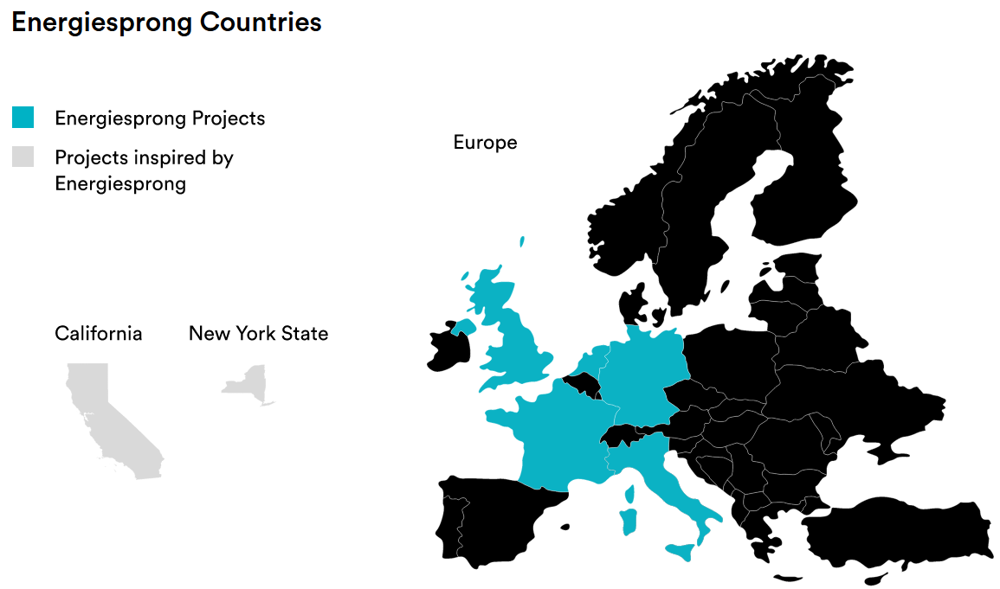 Energiesprong Countries
Energiesprong Projects
Projects inspired by
Energiesprong
Europe
California
New York State